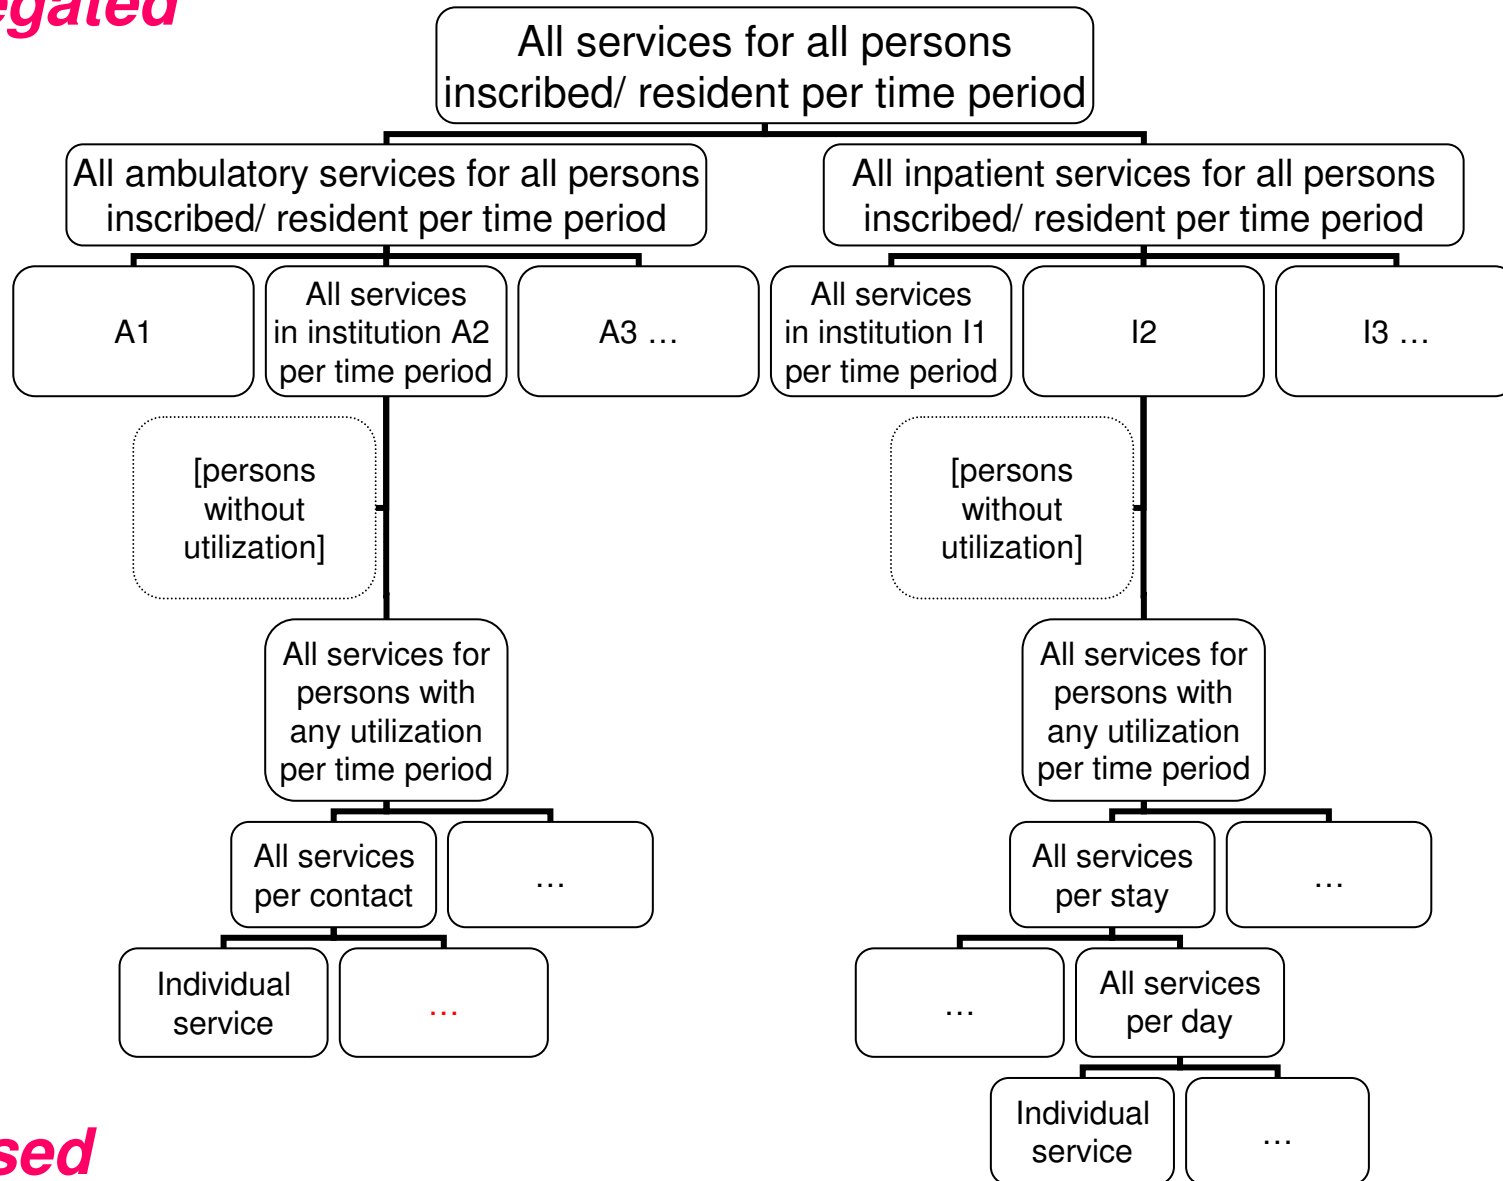 egated
All services for all persons
inscribed/ resident per time period
All ambulatory services for all persons
inscribed/ resident per time period
All inpatient services for all persons
inscribed/ resident per time period
A1
All services
in institution A2
per time period
A3 …
All services
in institution I1
per time period
I2
I3 …
[persons
without
utilization]
[persons
without
utilization]
All services for
persons with
any utilization
per time period
All services for
persons with
any utilization
per time period
All services
per contact
…
All services
per stay
…
Individual
service
…
…
All services
per day
Individual
service
…
sed